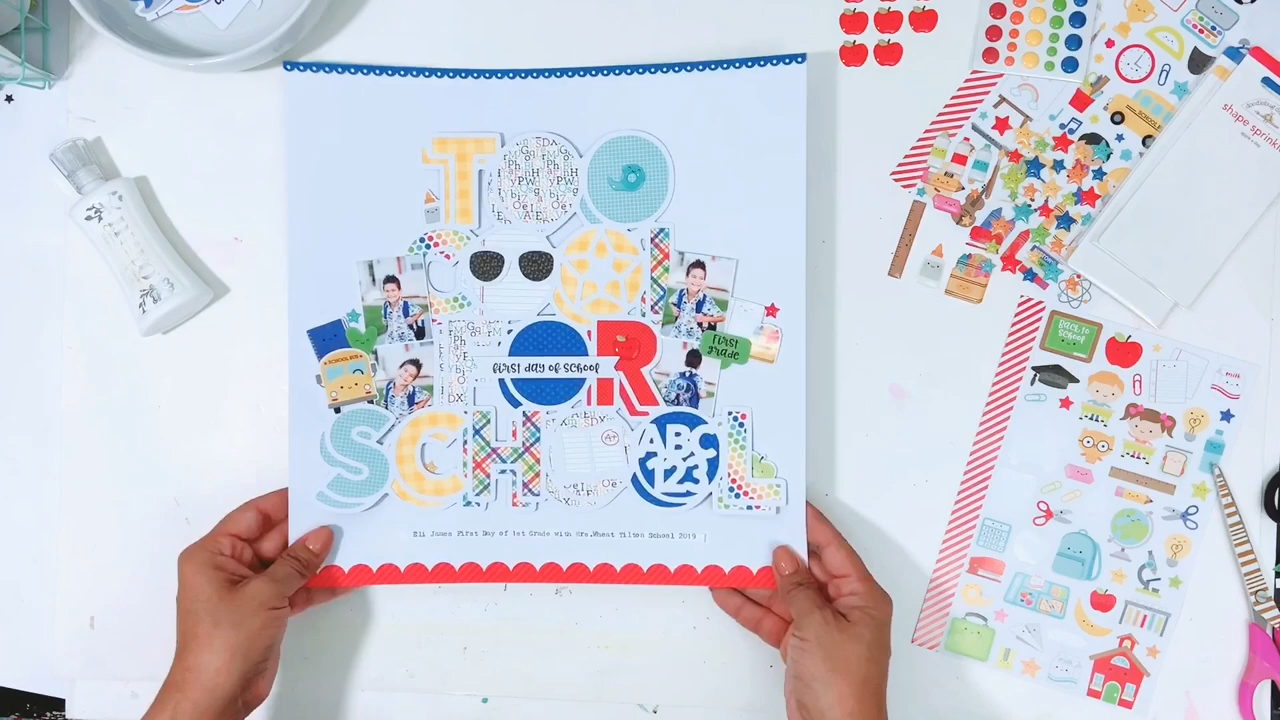 TOO
COOL
FOR
first day of school
SCHOOL
A+
ABC
123
First
grade
SCHOOL BUS
Eli James First Day of 1st Grade with Mrs.Wheat Tilton School 2019
shape sprinkles
Back to
School
milk